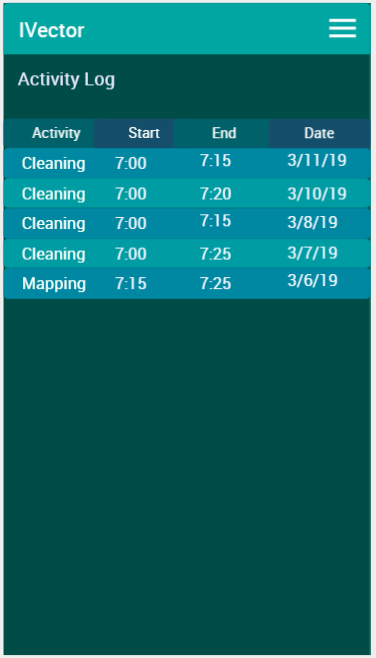 IVector
Activity Log
Activity Start End Date
Cleaning 7:00 7:15 3/11/19
Cleaning 7:00 7:20 3/10/19
Cleaning 7:00 7:15 3/8/19
Cleaning 7:00 7:25 3/7/19
Mapping 7:15 7:25 3/6/19